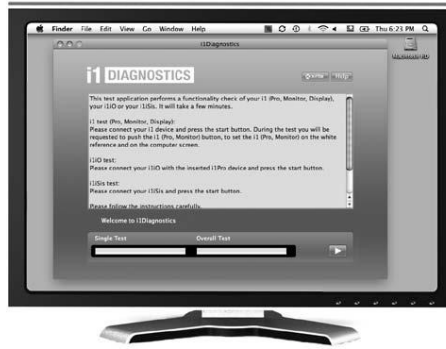 Finder File Edit View Go Window Help Thu 6:23 PM
i1Diagnostics
i1 DIAGNOSTICS
Help
This test application performs a functionality check of your i1 (Pro, Monitor, Display),
your i1iO or your i1iSis. It will take a few minutes.
i1 test (Pro, Monitor, Display):
Please connect your i1 device and press the start button. During the test you will be
requested to push the i1 (Pro, Monitor) button, to set the i1 (Pro, Monitor) on the white
reference and on the computer screen.
i1iO test:
Please connect your i1iO with the inserted i1Pro device and press the start button.
i1iSis test:
Please connect your i1iSis and press the start button.
Please follow the instructions carefully.
Welcome to i1Diagnostics
Single Test Overall Test